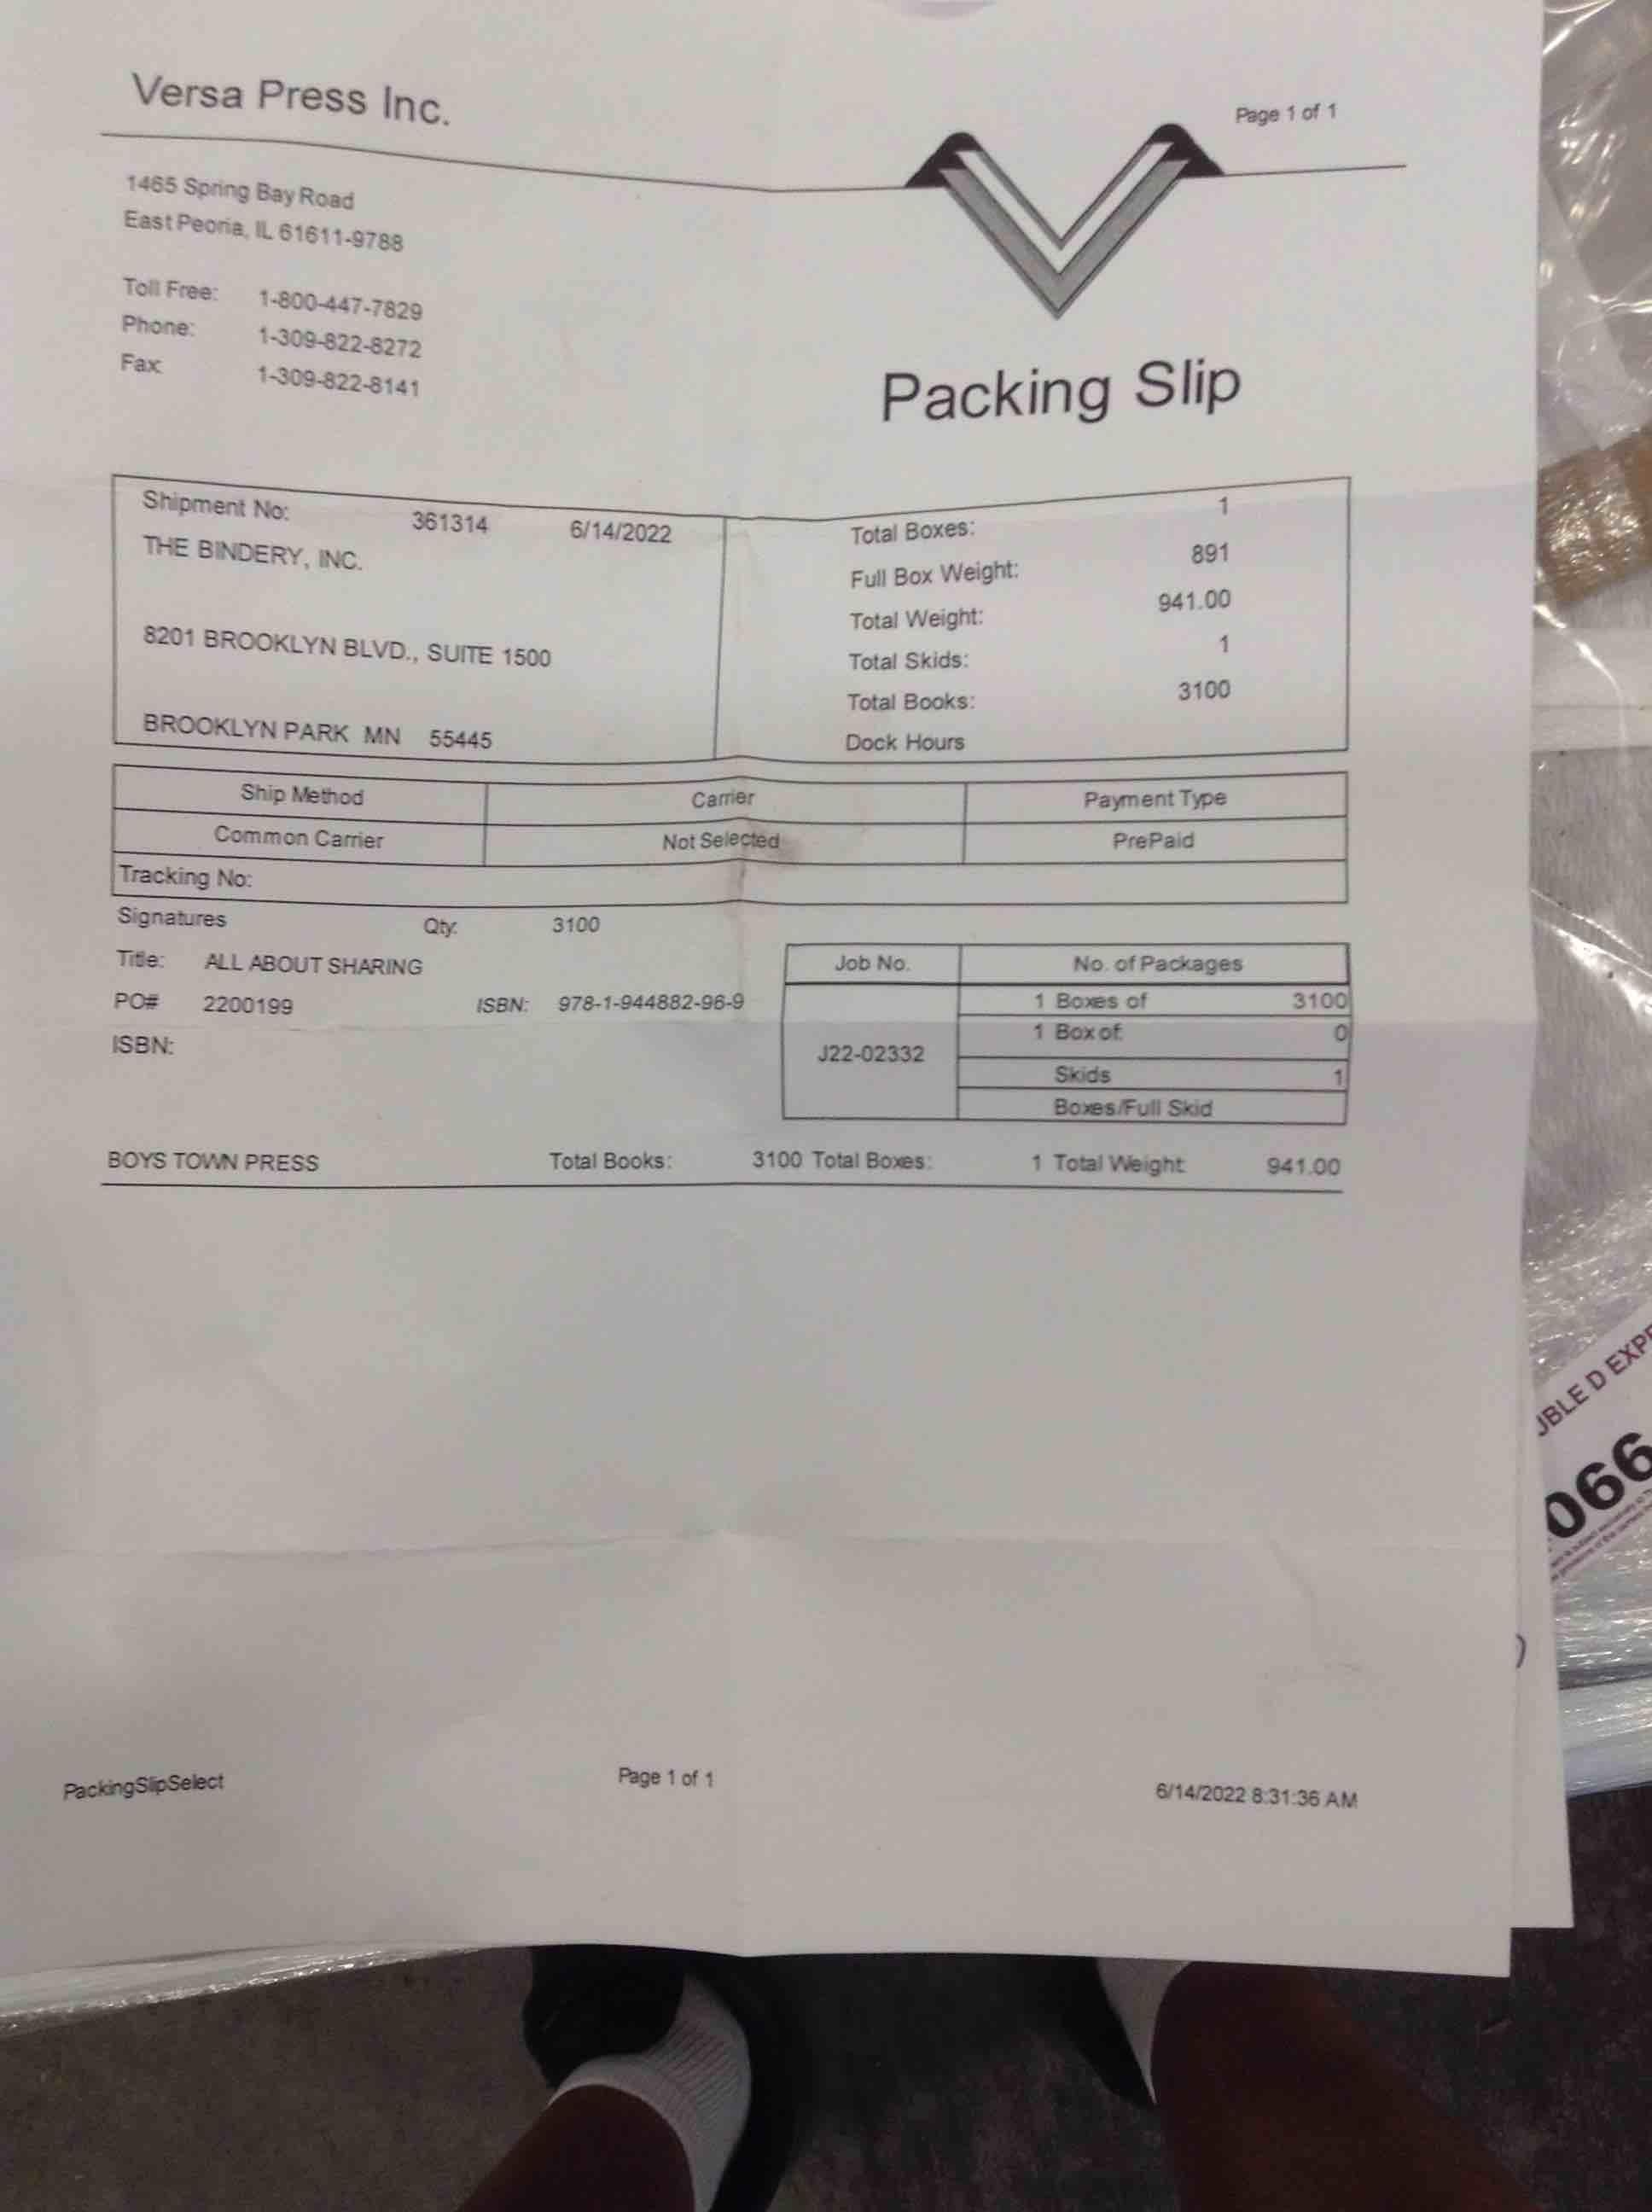 Versa Press Inc.
Page 1 of 1
1465 Spring Bay Road
East Peoria, IL 61611-9788
Toll Free: 1-800-447-7829
Phone: 1-309-822-8272
Fax: 1-309-822-8141
Packing Slip
Shipment No: 361314 6/14/2022
THE BINDERY, INC.
8201 BROOKLYN BLVD., SUITE 1500
BROOKLYN PARK MN 55445
Total Boxes: 1
Full Box Weight: 891
Total Weight: 941.00
Total Skids: 1
Total Books: 3100
Dock Hours
Ship Method Carrier Payment Type
Common Carrier Not Selected PrePaid
Tracking No:
Signatures Qty: 3100
Title: ALL ABOUT SHARING
PO# 2200199 ISBN: 978-1-944882-96-9
ISBN:
Job No. No. of Packages
J22-02332
1 Boxes of 3100
1 Box of: 0
Skids 1
Boxes/Full Skid
BOYS TOWN PRESS Total Books: 3100 Total Boxes: 1 Total Weight: 941.00
PackingSlipSelect Page 1 of 1 6/14/2022 8:31:36 AM
UBLE D EXP
066